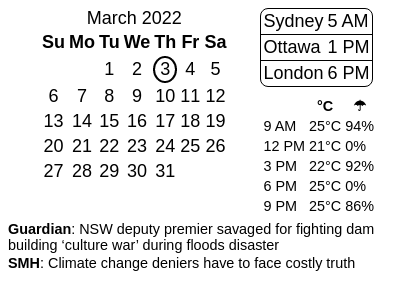 March 2022
Su Mo Tu We Th Fr Sa
1 2 3 4 5
6 7 8 9 10 11 12
13 14 15 16 17 18 19
20 21 22 23 24 25 26
27 28 29 30 31
Sydney 5 AM
Ottawa 1 PM
London 6 PM
°C ☂
9 AM 25°C 94%
12 PM 21°C 0%
3 PM 22°C 92%
6 PM 25°C 0%
9 PM 25°C 86%
Guardian: NSW deputy premier savaged for fighting dam
building ‘culture war’ during floods disaster
SMH: Climate change deniers have to face costly truth